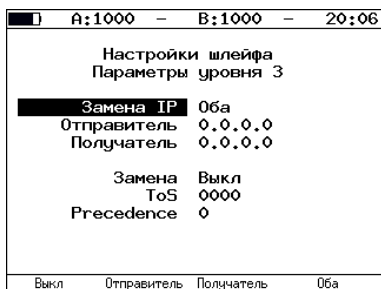 A:1000 – B:1000 – 20:06
Настройки шлейфа
Параметры уровня 3
Замена IP Оба
Отправитель 0.0.0.0
Получатель 0.0.0.0
Замена Выкл
ToS 0000
Precedence 0
Выкл Отправитель Получатель Оба